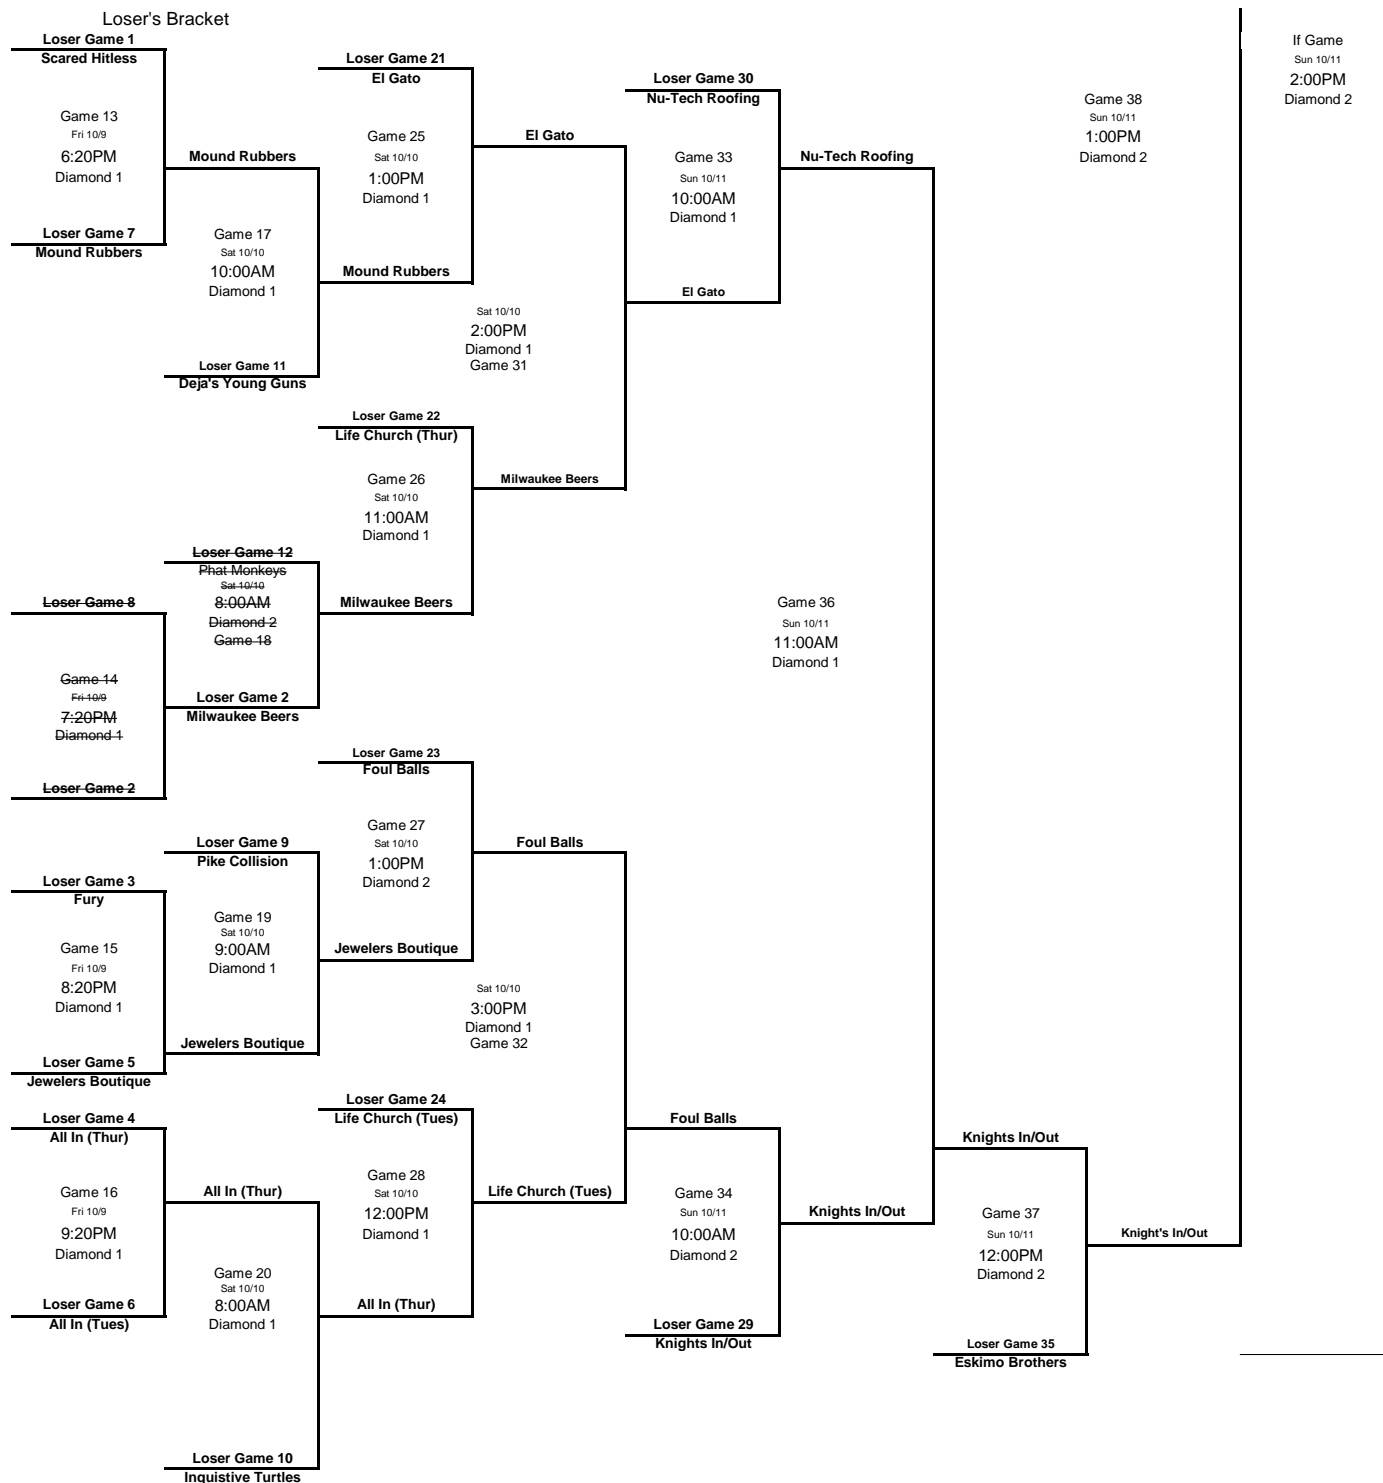 Loser's Bracket
Loser Game 1
Scared Hitless
Game 13
Fri 10/9
6:20PM
Diamond 1
Loser Game 7
Mound Rubbers
Mound Rubbers
Game 17
Sat 10/10
10:00AM
Diamond 1
Loser Game 11
Deja's Young Guns
Loser Game 21
El Gato
Game 25
Sat 10/10
1:00PM
Diamond 1
Mound Rubbers
El Gato
Sat 10/10
2:00PM
Diamond 1
Game 31
Loser Game 30
Nu-Tech Roofing
Game 33
Sun 10/11
10:00AM
Diamond 1
El Gato
Nu-Tech Roofing
Game 38
Sun 10/11
1:00PM
Diamond 2
If Game
Sun 10/11
2:00PM
Diamond 2
Loser Game 22
Life Church (Thur)
Game 26
Sat 10/10
11:00AM
Diamond 1
Milwaukee Beers
Milwaukee Beers
Loser Game 12
Phat Monkeys
Sat 10/10
8:00AM
Diamond 2
Game 18
Loser Game 2
Milwaukee Beers
Loser Game 8
Game 14
Fri 10/9
7:20PM
Diamond 1
Loser Game 2
Game 36
Sun 10/11
11:00AM
Diamond 1
Loser Game 23
Foul Balls
Game 27
Sat 10/10
1:00PM
Diamond 2
Jewelers Boutique
Foul Balls
Loser Game 9
Pike Collision
Game 19
Sat 10/10
9:00AM
Diamond 1
Jewelers Boutique
Loser Game 3
Fury
Game 15
Fri 10/9
8:20PM
Diamond 1
Loser Game 5
Jewelers Boutique
Sat 10/10
3:00PM
Diamond 1
Game 32
Loser Game 4
All In (Thur)
Game 16
Fri 10/9
9:20PM
Diamond 1
Loser Game 6
All In (Tues)
All In (Thur)
Game 20
Sat 10/10
8:00AM
Diamond 1
Loser Game 10
Inquistive Turtles
Loser Game 24
Life Church (Tues)
Game 28
Sat 10/10
12:00PM
Diamond 1
All In (Thur)
Life Church (Tues)
Foul Balls
Game 34
Sun 10/11
10:00AM
Diamond 2
Loser Game 29
Knights In/Out
Knights In/Out
Knights In/Out
Game 37
Sun 10/11
12:00PM
Diamond 2
Loser Game 35
Eskimo Brothers
Knight's In/Out